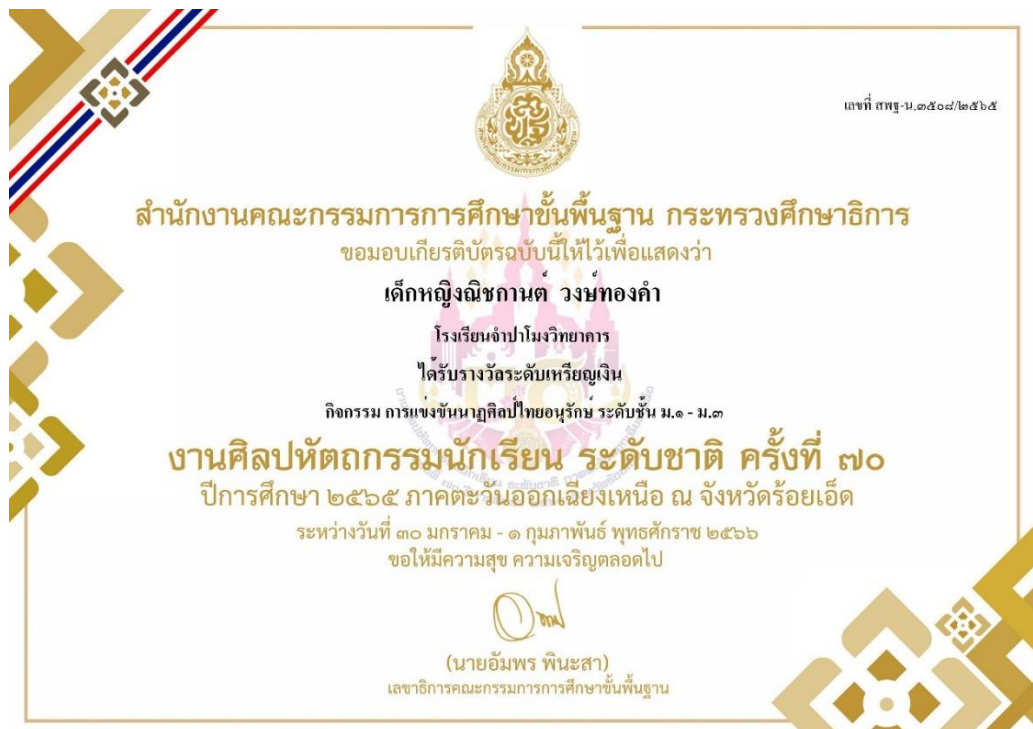 เลขที่ สพฐ-น.๓๕๐๘/๒๕๖๕
สำนักงานคณะกรรมการการศึกษาขั้นพื้นฐาน กระทรวงศึกษาธิการ
ขอมอบเกียรติบัตรฉบับนี้ให้ไว้เพื่อแสดงว่า
เด็กหญิงณิชกานต์ วงษ์ทองคำ
โรงเรียนจำปาโมงวิทยาคาร
ได้รับรางวัลระดับเหรียญเงิน
กิจกรรม การแข่งขันนาฏศิลป์ไทยอนุรักษ์ ระดับชั้น ม.๑ - ม.๓
งานศิลปหัตถกรรมนักเรียน ระดับชาติ ครั้งที่ ๗๐
ปีการศึกษา ๒๕๖๕ ภาคตะวันออกเฉียงเหนือ ณ จังหวัดร้อยเอ็ด
ระหว่างวันที่ ๓๐ มกราคม - ๑ กุมภาพันธ์ พุทธศักราช ๒๕๖๖
ขอให้มีความสุข ความเจริญตลอดไป
(นายอัมพร พินะสา)
เลขาธิการคณะกรรมการการศึกษาขั้นพื้นฐาน